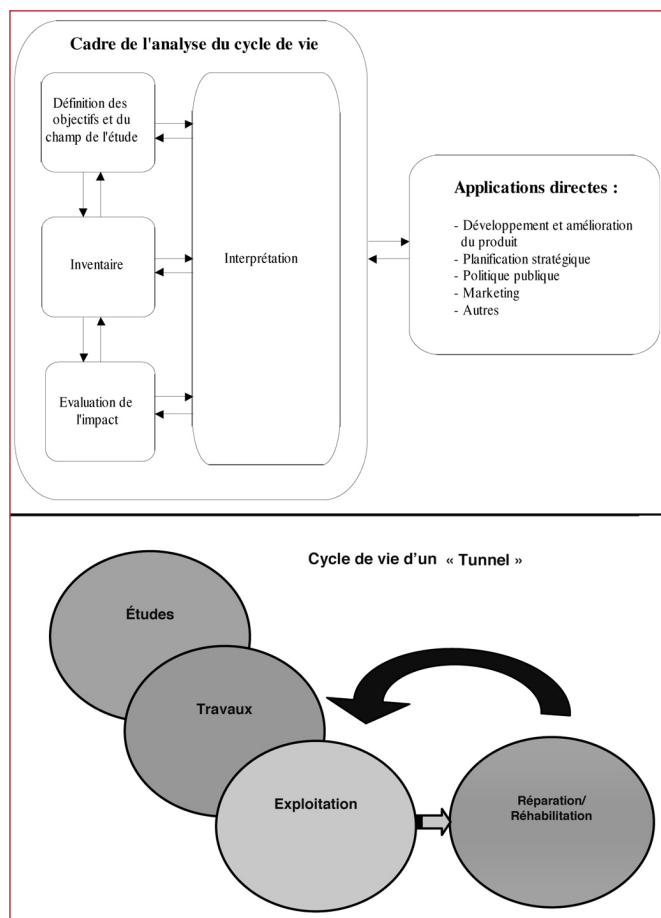 Cadre de l'analyse du cycle de vie
Définition des
objectifs et du
champ de l'étude
Inventaire
Evaluation de
l'impact
Interprétation
Applications directes :
- Développement et amélioration
du produit
- Planification stratégique
- Politique publique
- Marketing
- Autres
Cycle de vie d'un « Tunnel »
Études
Travaux
Exploitation
Réparation/
Réhabilitation